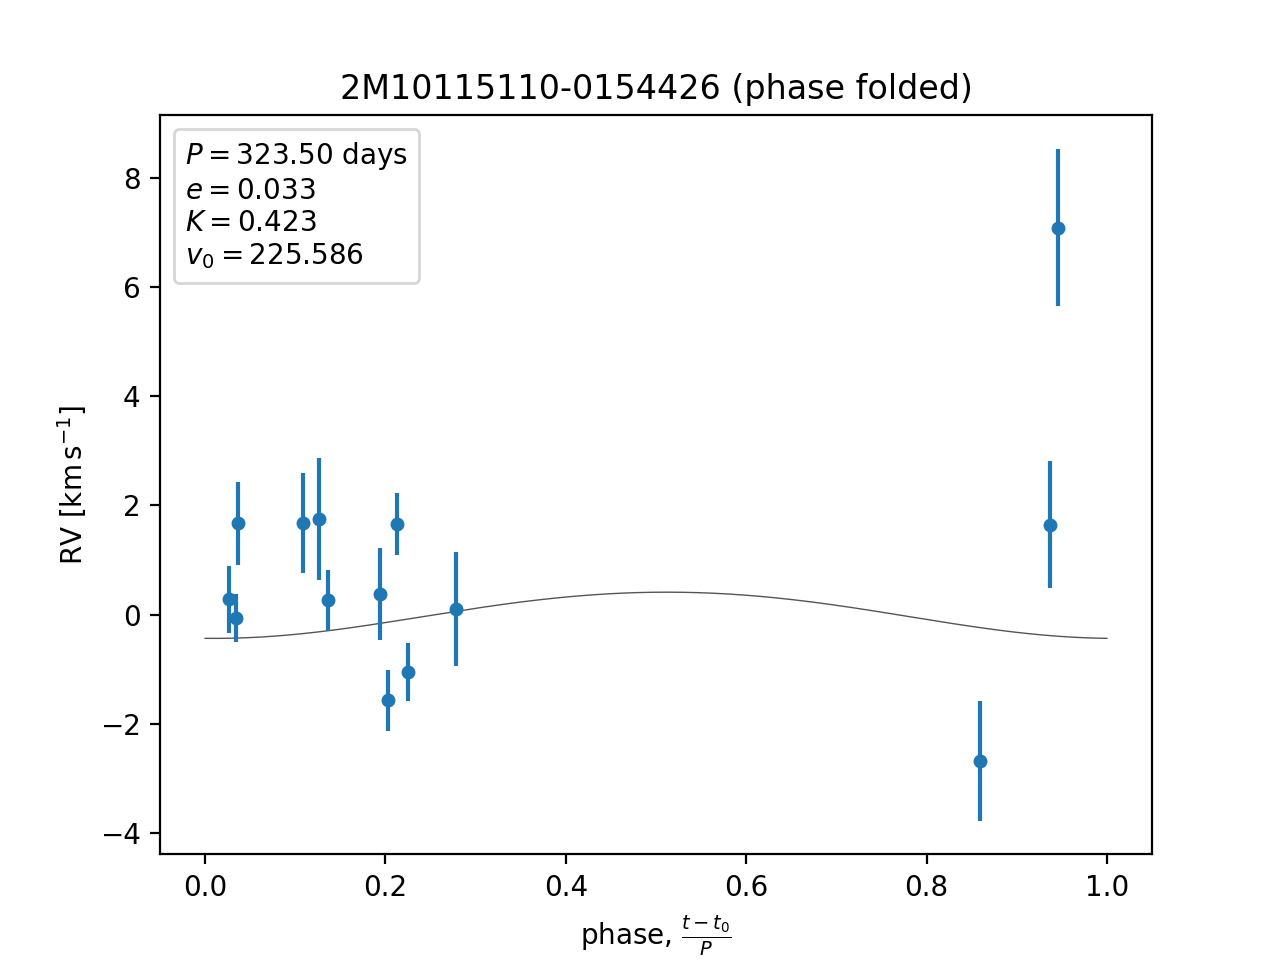 2M10115110-0154426 (phase folded)
P = 323.50 days
e = 0.033
K = 0.423
v₀ = 225.586
8
6
4
2
0
−2
−4
RV [km s⁻¹]
0.0 0.2 0.4 0.6 0.8 1.0
phase, (t − t₀)/P